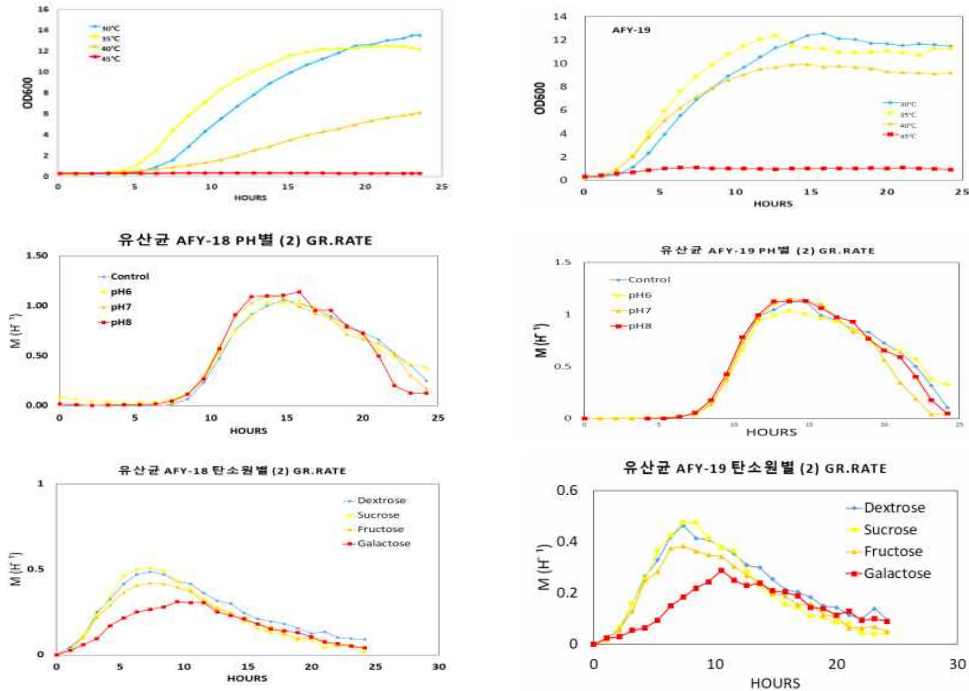 14
12
10
8
6
4
2
0
OD600
30°C
35°C
40°C
45°C
0 5 10 15 20 25
HOURS
14
12
10
8
6
4
2
0
OD600
AFY-19
30°C
35°C
40°C
45°C
0 5 10 15 20 25
HOURS
유산균 AFY-18 PH별 (2) GR.RATE
1.50
1.00
0.50
0.00
M (H⁻¹)
Control
pH6
pH7
pH8
0 5 10 15 20 25
HOURS
유산균 AFY-19 PH별 (2) GR.RATE
1.5
1
0.5
0
M (H⁻¹)
Control
pH6
pH7
pH8
0 5 10 15 20 25
HOURS
유산균 AFY-18 탄소원별 (2) GR.RATE
1
0.5
0
M (H⁻¹)
Dextrose
Sucrose
Fructose
Galactose
0 5 10 15 20 25 30
HOURS
유산균 AFY-19 탄소원별 (2) GR.RATE
0.6
0.4
0.2
0
M (H⁻¹)
Dextrose
Sucrose
Fructose
Galactose
0 10 20 30
HOURS